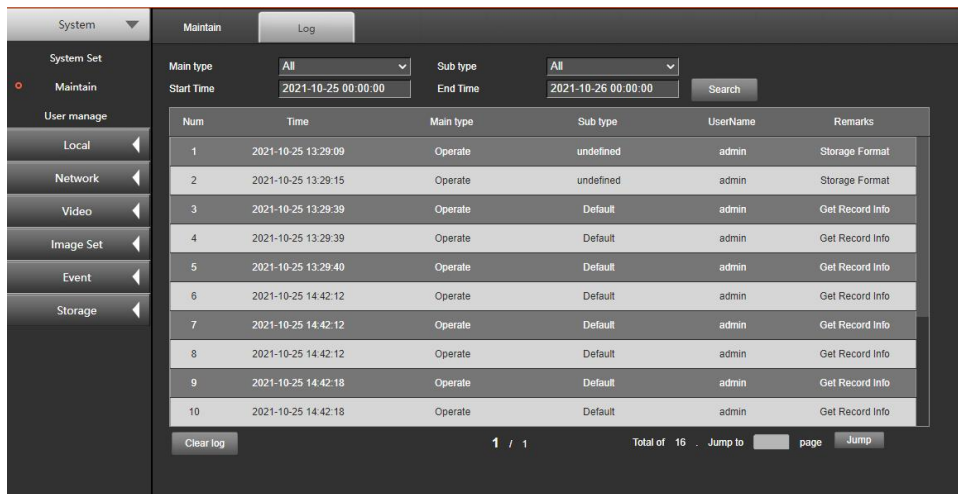 System Maintain Log
System Set
Maintain
User manage
Local
Network
Video
Image Set
Event
Storage
Main type All Sub type All
Start Time 2021-10-25 00:00:00 End Time 2021-10-26 00:00:00 Search
Num Time Main type Sub type UserName Remarks
1 2021-10-25 13:29:09 Operate undefined admin Storage Format
2 2021-10-25 13:29:15 Operate undefined admin Storage Format
3 2021-10-25 13:29:39 Operate Default admin Get Record Info
4 2021-10-25 13:29:39 Operate Default admin Get Record Info
5 2021-10-25 13:29:40 Operate Default admin Get Record Info
6 2021-10-25 14:42:12 Operate Default admin Get Record Info
7 2021-10-25 14:42:12 Operate Default admin Get Record Info
8 2021-10-25 14:42:12 Operate Default admin Get Record Info
9 2021-10-25 14:42:18 Operate Default admin Get Record Info
10 2021-10-25 14:42:18 Operate Default admin Get Record Info
Clear log 1 / 1 Total of 16 . Jump to page Jump